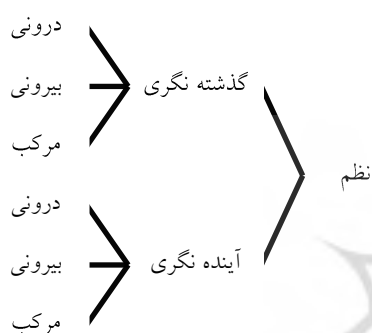 نظم
گذشته نگری
درونی
بیرونی
مرکب
آینده نگری
درونی
بیرونی
مرکب